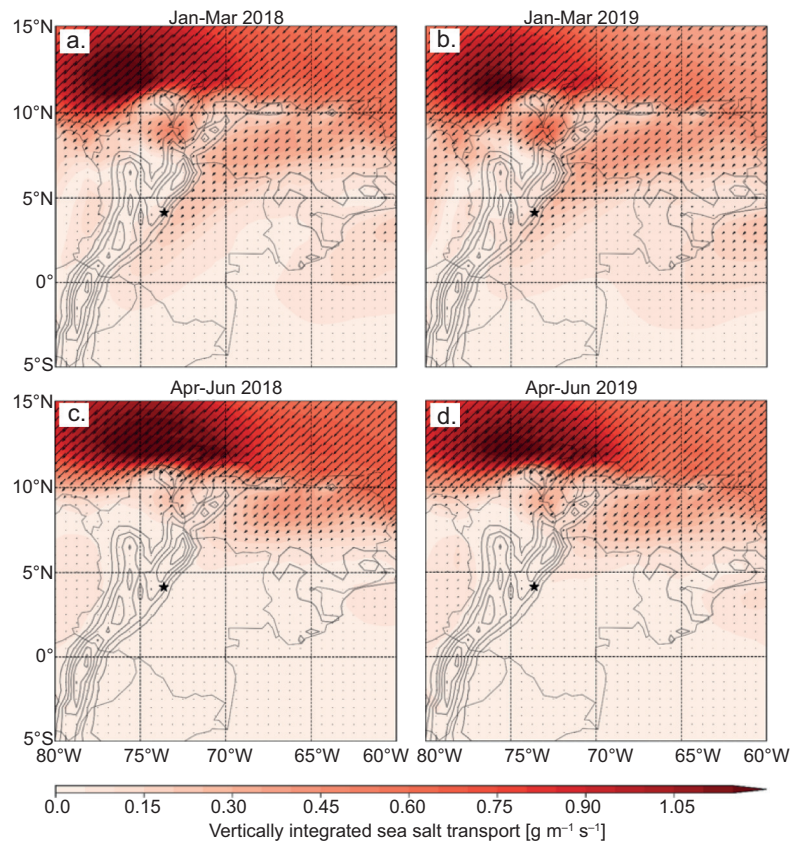 Jan-Mar 2018 Jan-Mar 2019
15°N
a. b.
10°N
5°N
0°
5°S
Apr-Jun 2018 Apr-Jun 2019
15°N
c. d.
10°N
5°N
0°
5°S
80°W 75°W 70°W 60°W 80°W 75°W 70°W 65°W 60°W
0.0 0.15 0.30 0.45 0.60 0.75 0.90 1.05
Vertically integrated sea salt transport [g m⁻¹ s⁻¹]